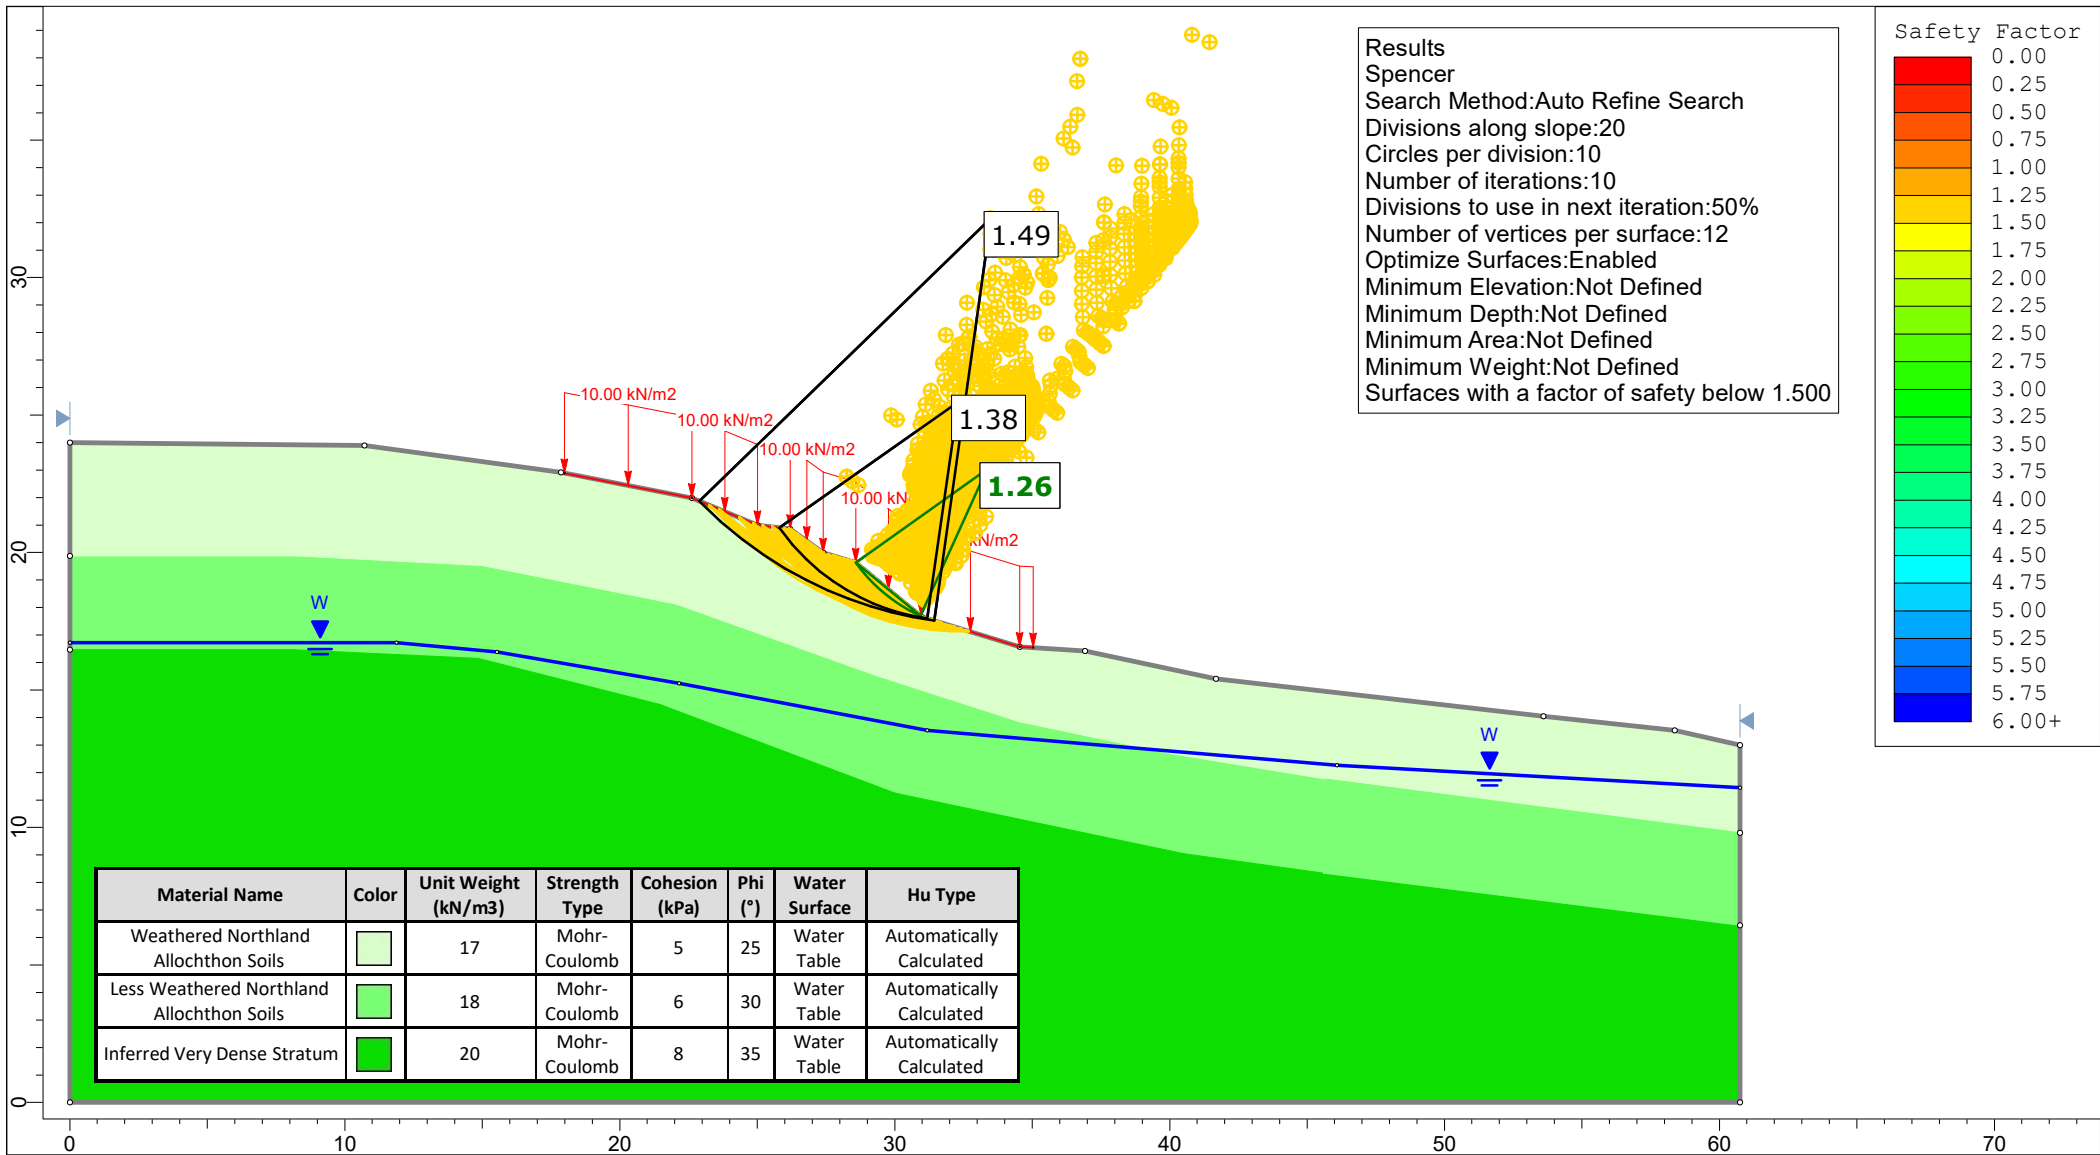 Results
Spencer
Search Method:Auto Refine Search
Divisions along slope:20
Circles per division:10
Number of iterations:10
Divisions to use in next iteration:50%
Number of vertices per surface:12
Optimize Surfaces:Enabled
Minimum Elevation:Not Defined
Minimum Depth:Not Defined
Minimum Area:Not Defined
Minimum Weight:Not Defined
Surfaces with a factor of safety below 1.500
Safety Factor
0.00
0.25
0.50
0.75
1.00
1.25
1.50
1.75
2.00
2.25
2.50
2.75
3.00
3.25
3.50
3.75
4.00
4.25
4.50
4.75
5.00
5.25
5.50
5.75
6.00+
1.49
1.38
1.26
10.00 kN/m2
10.00 kN/m2
10.00 kN/m2
10.00 kN
kN/m2
W
W
30
20
10
0
Material Name Color Unit Weight (kN/m3) Strength Type Cohesion (kPa) Phi (°) Water Surface Hu Type
Weathered Northland Allochthon Soils 17 Mohr-Coulomb 5 25 Water Table Automatically Calculated
Less Weathered Northland Allochthon Soils 18 Mohr-Coulomb 6 30 Water Table Automatically Calculated
Inferred Very Dense Stratum 20 Mohr-Coulomb 8 35 Water Table Automatically Calculated
0 10 20 30 40 50 60 70